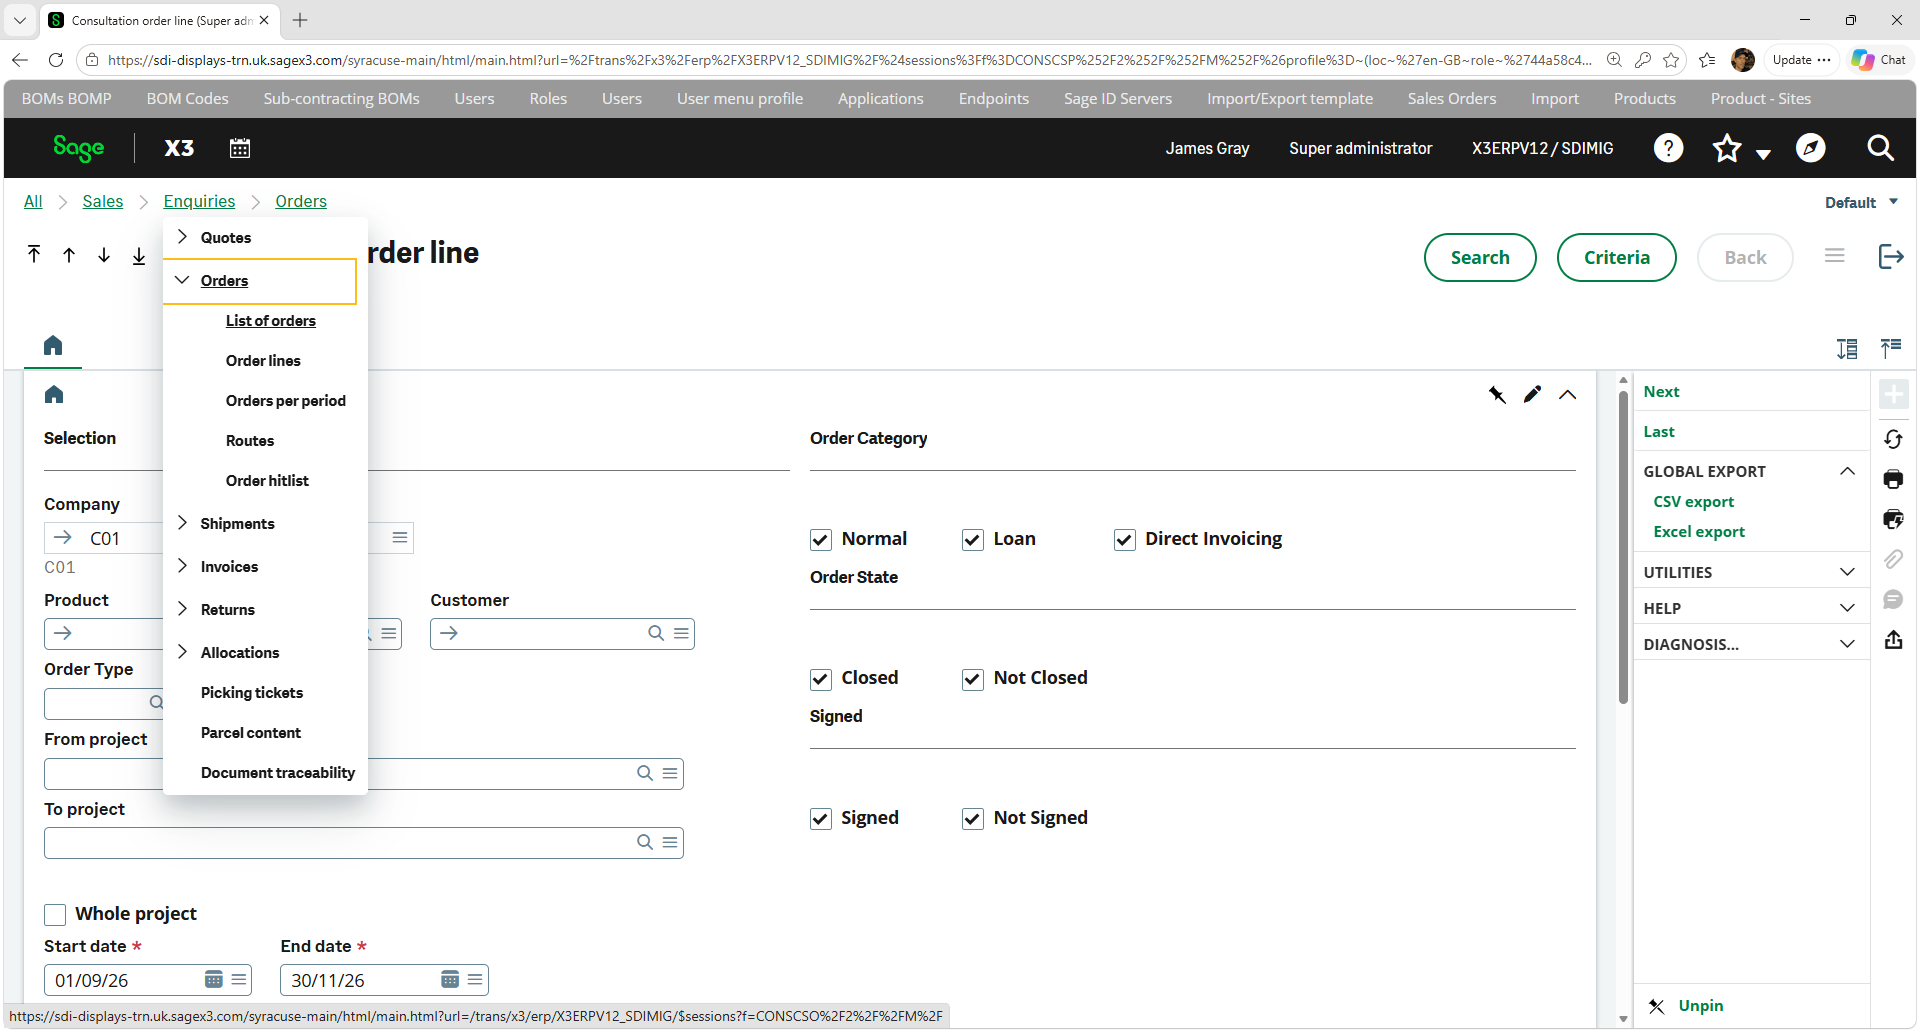 Consultation order line (Super adm
https://sdi-displays-trn.uk.sagex3.com/syracuse-main/html/main.html?url=%2Ftrans%2Fx3%2Ferp%2FX3ERPV12_SDIMIG%2F%24sessions%3Ff%3DCONSCSP%252F2%252F%252FM%252F%26profile%3D~(loc~%27en-GB~role~%2744a58c4...
Update
Chat
BOMs BOMP BOM Codes Sub-contracting BOMs Users Roles Users User menu profile Applications Endpoints Sage ID Servers Import/Export template Sales Orders Import Products Product - Sites
Sage X3 James Gray Super administrator X3ERPV12 / SDIMIG
All Sales Enquiries Orders Default
rder line
Search Criteria Back
Quotes
Orders
List of orders
Order lines
Orders per period
Routes
Order hitlist
Shipments
Invoices
Returns
Allocations
Picking tickets
Parcel content
Document traceability
Selection
Company
C01
C01
Product Customer
Order Type
From project
To project
Whole project
Start date * End date *
01/09/26 30/11/26
Order Category
Normal Loan Direct Invoicing
Order State
Closed Not Closed
Signed
Signed Not Signed
Next
Last
GLOBAL EXPORT
CSV export
Excel export
UTILITIES
HELP
DIAGNOSIS...
Unpin
https://sdi-displays-trn.uk.sagex3.com/syracuse-main/html/main.html?url=/trans/x3/erp/X3ERPV12_SDIMIG/$sessions?f=CONSCSO%2F2%2F%2FM%2F